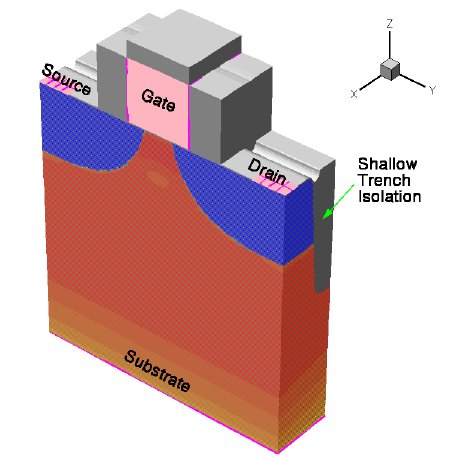 Z
X
Y
Source
Gate
Drain
Shallow
Trench
Isolation
Substrate